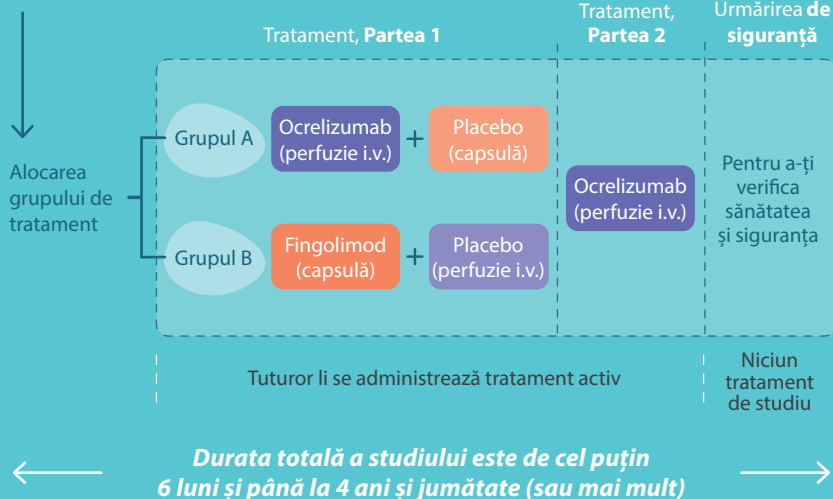 Tratament, Partea 1
Tratament,
Partea 2
Urmărirea de
siguranță
Alocarea
grupului de
tratament
Grupul A
Ocrelizumab
(perfuzie i.v.)
+
Placebo
(capsulă)
Grupul B
Fingolimod
(capsulă)
+
Placebo
(perfuzie i.v.)
Ocrelizumab
(perfuzie i.v.)
Pentru a-ți
verifica
sănătatea
și siguranța
Tuturor li se administrează tratament activ
Niciun
tratament
de studiu
Durata totală a studiului este de cel puțin
6 luni și până la 4 ani și jumătate (sau mai mult)